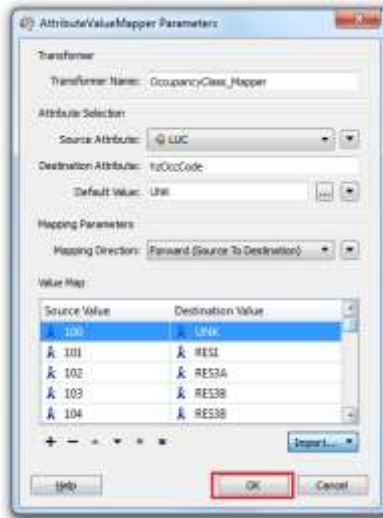 AttributeValueMapper Parameters
Transformer
Transformer Name: OccupancyClass_Mapper
Attribute Selection
Source Attribute: LUC
Destination Attribute: hzOccCode
Default Value: UNK ...
Mapping Parameters
Mapping Direction: Forward (Source To Destination)
Value Map
Source Value Destination Value
100 UNK
101 RES1
102 RES3A
103 RES3B
104 RES3B
Import...
Help OK Cancel